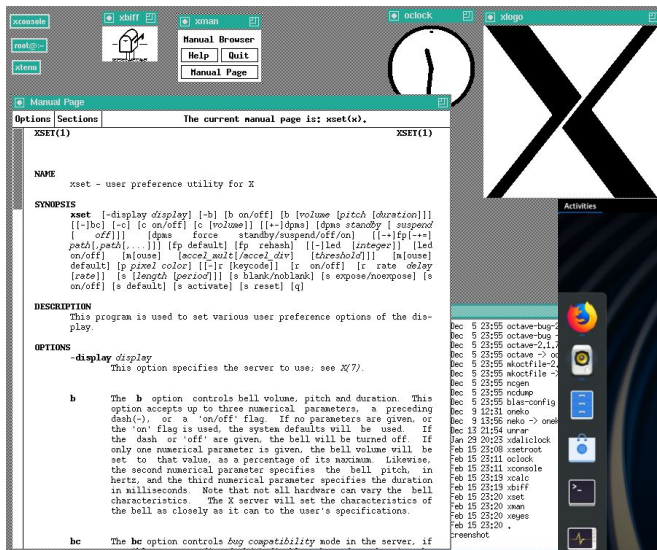 xconsole
xbiff
xman
oclock
xlogo
root@:~
xterm
Manual Browser
Help Quit
Manual Page
Manual Page
Options Sections The current manual page is: xset(x).
XSET(1) XSET(1)
NAME
xset - user preference utility for X
SYNOPSIS
xset [-display display] [-b] [b on/off] [b [volume [pitch [duration]]]
[[-]bc] [-c] [c on/off] [c [volume]] [[+-]dpms] [dpms standby [ suspend
[ off]]] [dpms force standby/suspend/off/on] [[-+]fp[-+=]
path[,path[,...]]] [fp default] [fp rehash] [[-]led [integer]] [led
on/off] [m[ouse] [accel_mult[/accel_div] [threshold]]] [m[ouse]
default] [p pixel color] [[-]r [keycode]] [r on/off] [r rate delay
[rate]] [s [length [period]]] [s blank/noblank] [s expose/noexpose] [s
on/off] [s default] [s activate] [s reset] [q]
DESCRIPTION
This program is used to set various user preference options of the dis-
play.
OPTIONS
-display display
This option specifies the server to use; see X(7).
b The b option controls bell volume, pitch and duration. This
option accepts up to three numerical parameters, a preceding
dash(-), or a 'on/off' flag. If no parameters are given, or
the 'on' flag is used, the system defaults will be used. If
the dash or 'off' are given, the bell will be turned off. If
only one numerical parameter is given, the bell volume will be
set to that value, as a percentage of its maximum. Likewise,
the second numerical parameter specifies the bell pitch, in
hertz, and the third numerical parameter specifies the duration
in milliseconds. Note that not all hardware can vary the bell
characteristics. The X server will set the characteristics of
the bell as closely as it can to the user's specifications.
bc The bc option controls bug compatibility mode in the server, if
Activities
Dec 5 23:55 octave-bug-2
Dec 5 23:55 octave-bug -
Dec 5 23:55 octave-2.1.7
Dec 5 23:55 octave -> oc
Dec 5 23:55 mkoctfile-2.
Dec 5 23:55 mkoctfile ->
Dec 5 23:55 ncgen
Dec 5 23:55 ncdump
Dec 5 23:55 blas-config
Dec 9 12:31 oneko
Dec 9 13:56 neko -> onek
Dec 13 21:54 unrar
Jan 29 20:23 xdaliclock
Feb 15 23:08 xsetroot
Feb 15 23:11 oclock
Feb 15 23:11 xconsole
Feb 15 23:19 xcalc
Feb 15 23:19 xbiff
Feb 15 23:20 xset
Feb 15 23:20 xman
Feb 15 23:20 xeyes
Feb 15 23:20 .
creenshot